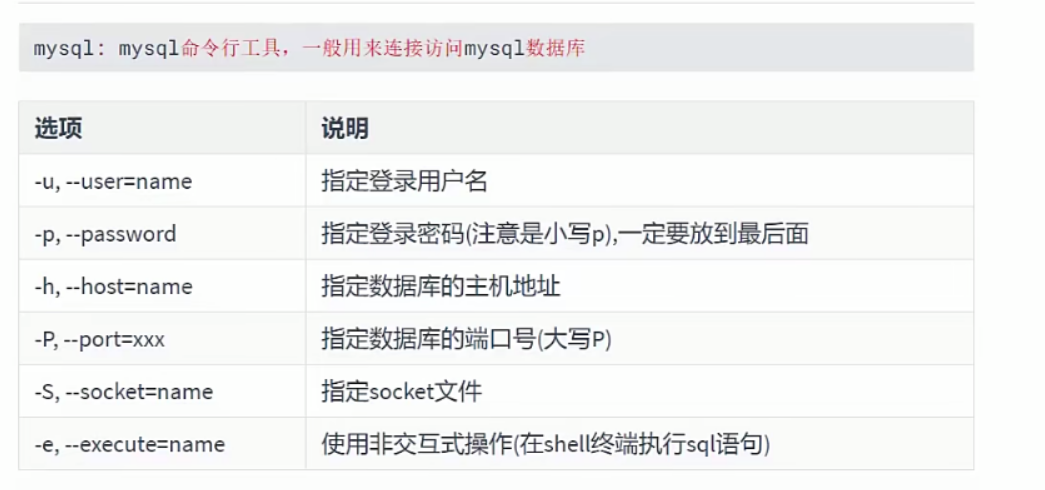 mysql: mysql命令行工具，一般用来连接访问mysql数据库
选项 说明
-u, --user=name 指定登录用户名
-p, --password 指定登录密码(注意是小写p),一定要放到最后面
-h, --host=name 指定数据库的主机地址
-P, --port=xxx 指定数据库的端口号(大写P)
-S, --socket=name 指定socket文件
-e, --execute=name 使用非交互式操作(在shell终端执行sql语句)